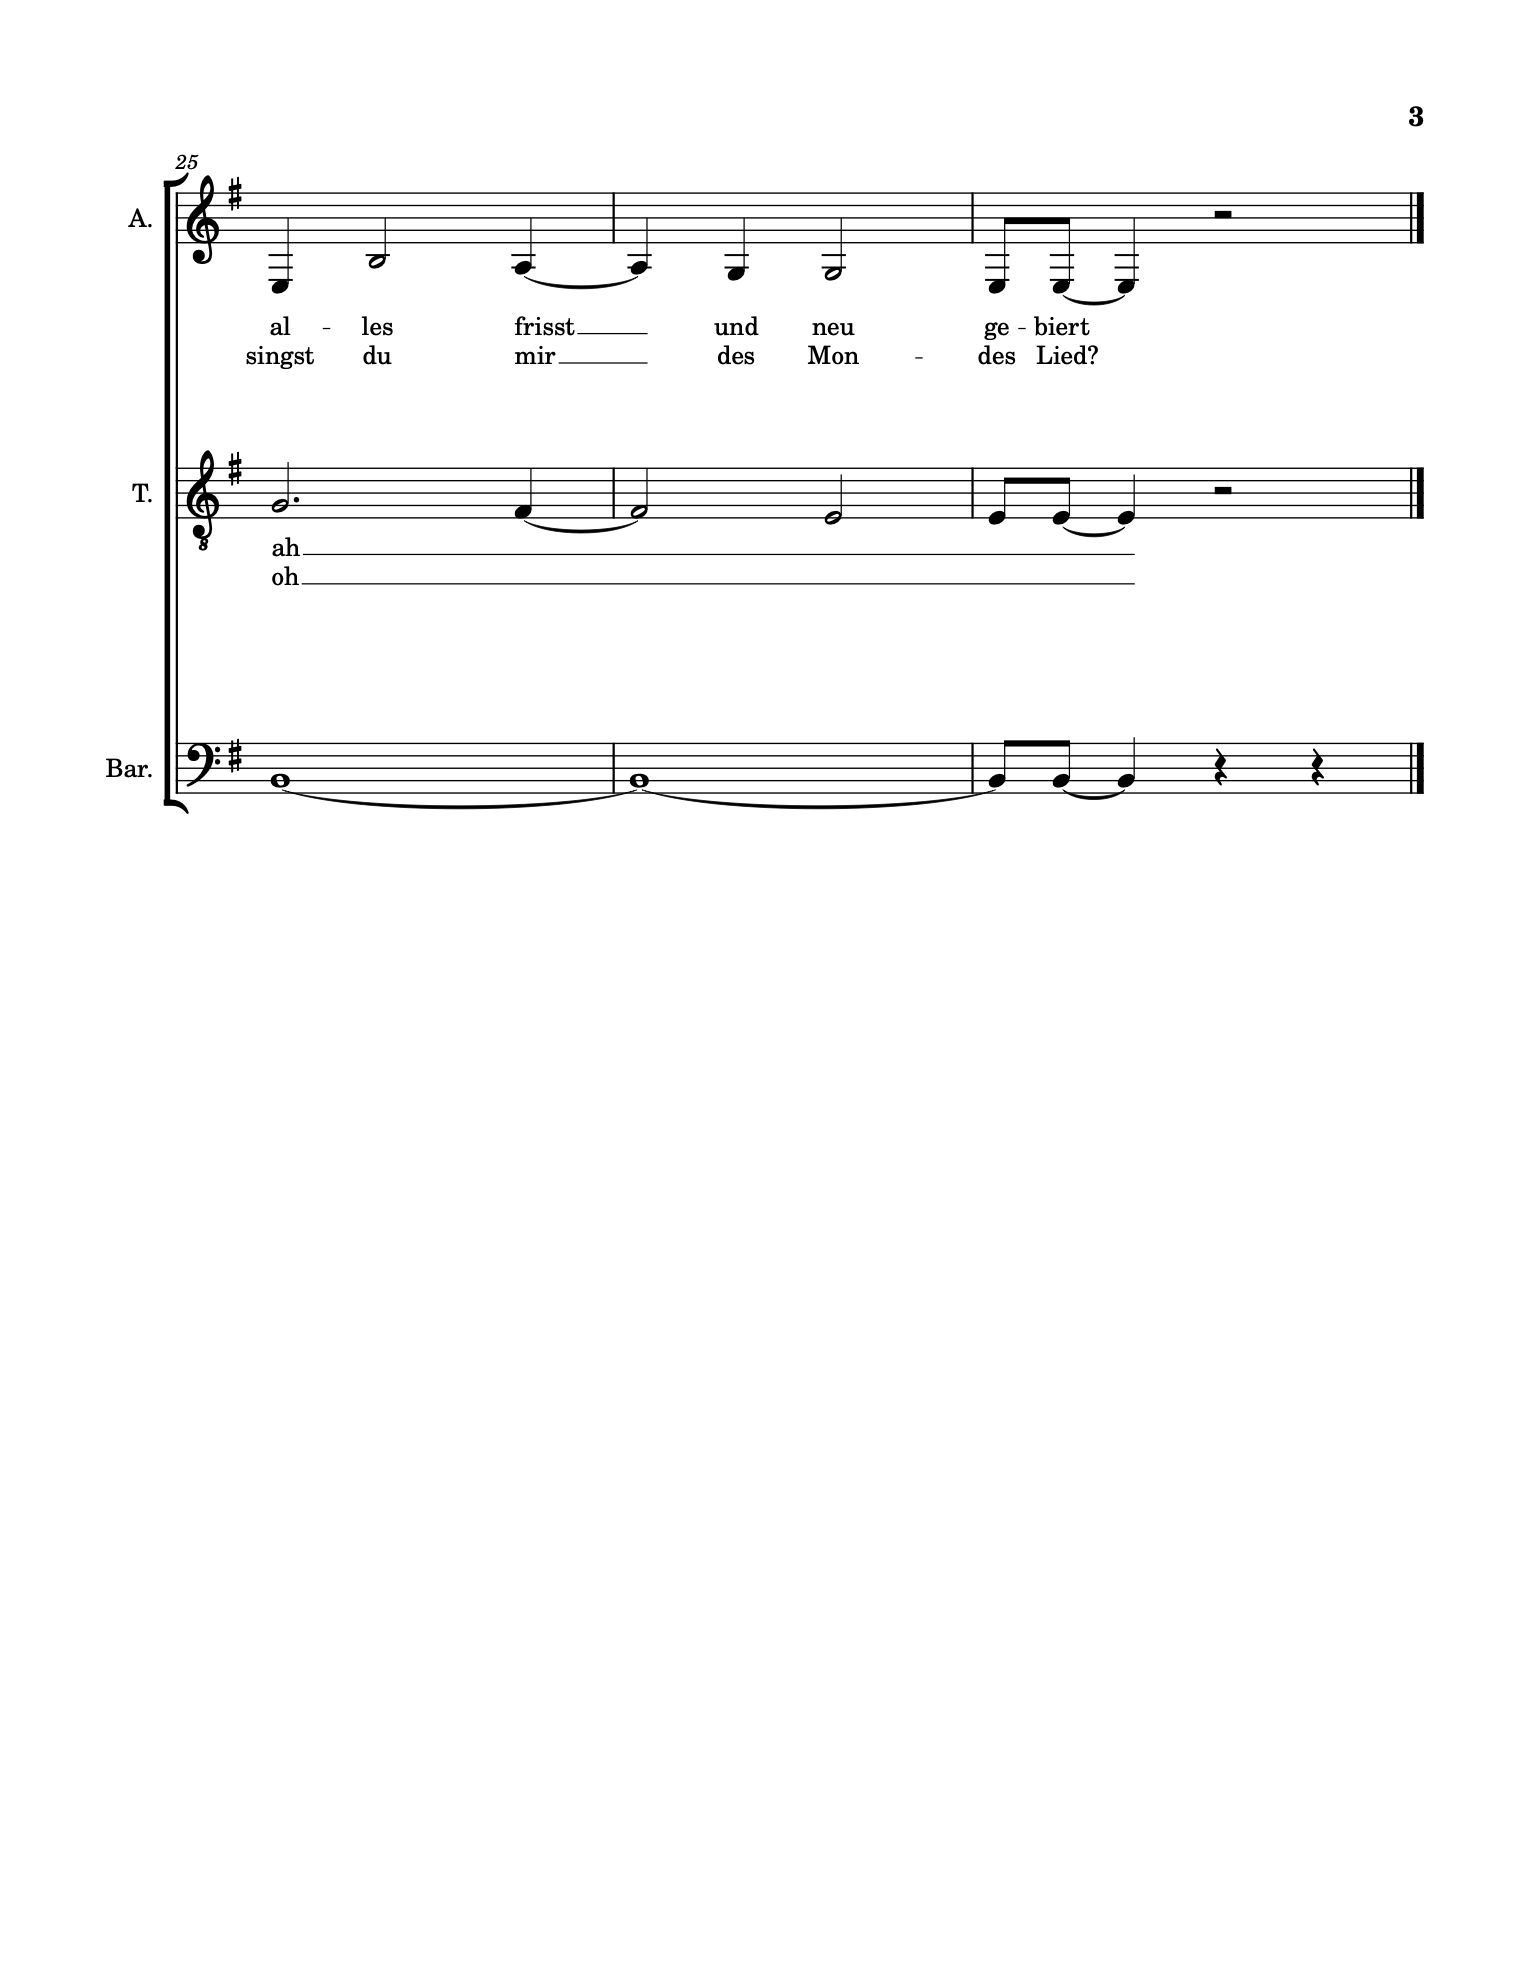 3
25
A.
al - les frisst und neu ge - biert
singst du mir des Mon - des Lied?
T.
8
ah
oh
Bar.